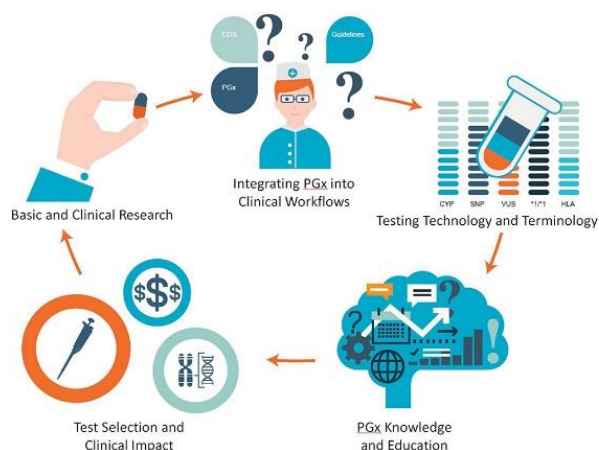 CDS
Guidelines
PGx
Basic and Clinical Research
Integrating PGx into
Clinical Workflows
CYP SNP VUS *1/*1 HLA
Testing Technology and Terminology
$$$
Test Selection and
Clinical Impact
PGx Knowledge
and Education